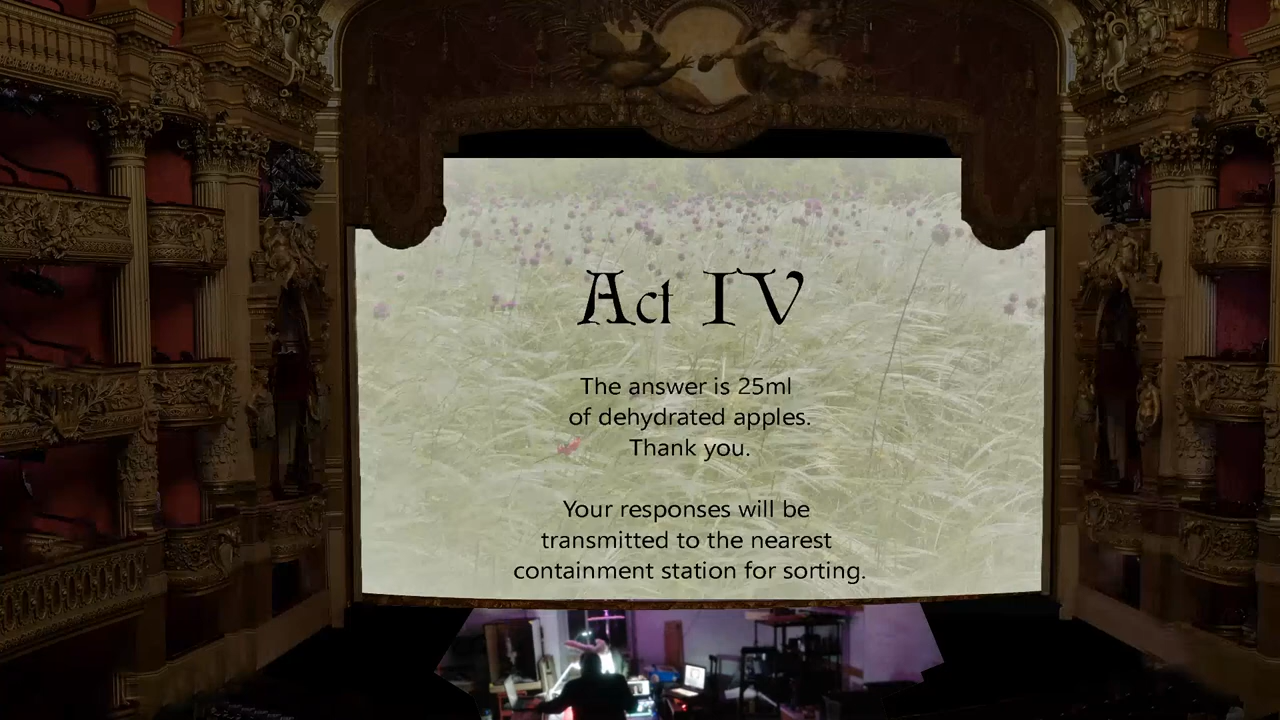 Act IV
The answer is 25ml
of dehydrated apples.
Thank you.
Your responses will be
transmitted to the nearest
containment station for sorting.